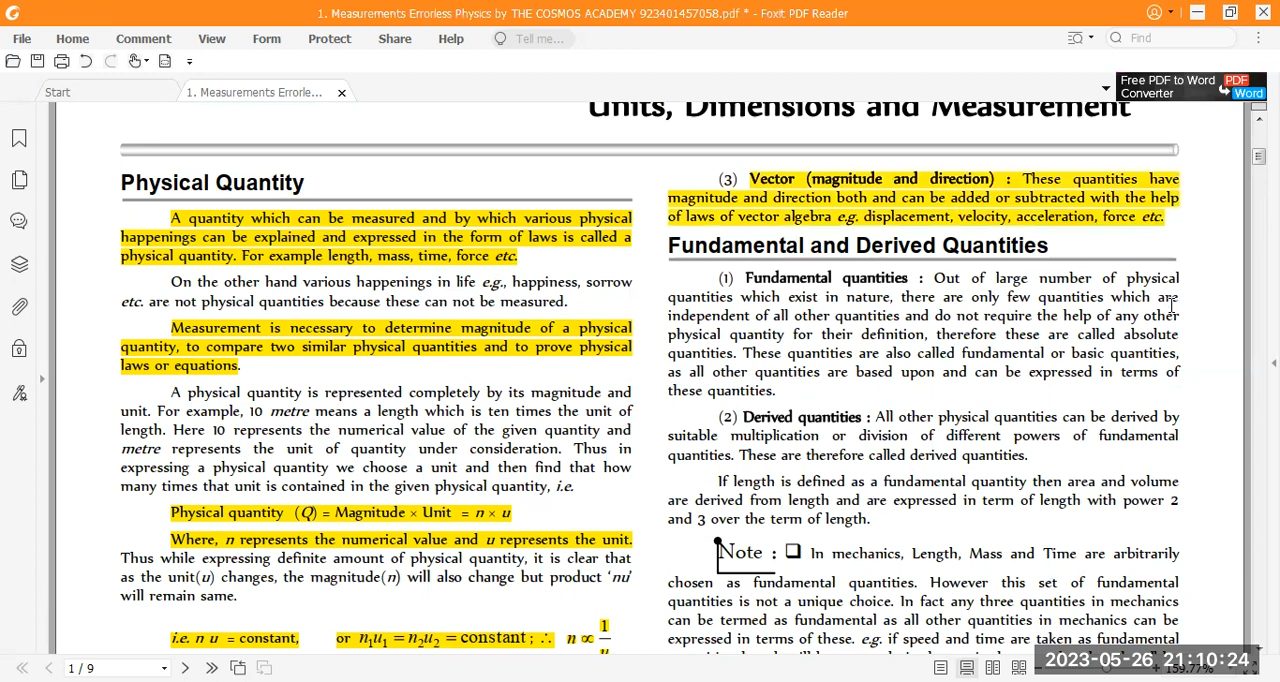 1. Measurements Errorless Physics by THE COSMOS ACADEMY 923401457058.pdf * - Foxit PDF Reader
File Home Comment View Form Protect Share Help Tell me... Find
Start 1. Measurements Errorle... Free PDF to Word PDF
Converter Word
Units, Dimensions and Measurement
Physical Quantity
A quantity which can be measured and by which various physical
happenings can be explained and expressed in the form of laws is called a
physical quantity. For example length, mass, time, force etc.
On the other hand various happenings in life e.g., happiness, sorrow
etc. are not physical quantities because these can not be measured.
Measurement is necessary to determine magnitude of a physical
quantity, to compare two similar physical quantities and to prove physical
laws or equations.
A physical quantity is represented completely by its magnitude and
unit. For example, 10 metre means a length which is ten times the unit of
length. Here 10 represents the numerical value of the given quantity and
metre represents the unit of quantity under consideration. Thus in
expressing a physical quantity we choose a unit and then find that how
many times that unit is contained in the given physical quantity, i.e.
Physical quantity (Q) = Magnitude × Unit = n × u
Where, n represents the numerical value and u represents the unit.
Thus while expressing definite amount of physical quantity, it is clear that
as the unit(u) changes, the magnitude(n) will also change but product ‘nu’
will remain same.
i.e. n u = constant, or n₁u₁ = n₂u₂ = constant ; ∴ n ∝ 1/u
(3) Vector (magnitude and direction) : These quantities have
magnitude and direction both and can be added or subtracted with the help
of laws of vector algebra e.g. displacement, velocity, acceleration, force etc.
Fundamental and Derived Quantities
(1) Fundamental quantities : Out of large number of physical
quantities which exist in nature, there are only few quantities which are
independent of all other quantities and do not require the help of any other
physical quantity for their definition, therefore these are called absolute
quantities. These quantities are also called fundamental or basic quantities,
as all other quantities are based upon and can be expressed in terms of
these quantities.
(2) Derived quantities : All other physical quantities can be derived by
suitable multiplication or division of different powers of fundamental
quantities. These are therefore called derived quantities.
If length is defined as a fundamental quantity then area and volume
are derived from length and are expressed in term of length with power 2
and 3 over the term of length.
Note : ❑ In mechanics, Length, Mass and Time are arbitrarily
chosen as fundamental quantities. However this set of fundamental
quantities is not a unique choice. In fact any three quantities in mechanics
can be termed as fundamental as all other quantities in mechanics can be
expressed in terms of these. e.g. if speed and time are taken as fundamental
1 / 9
2023-05-26 21:10:24
159.77%